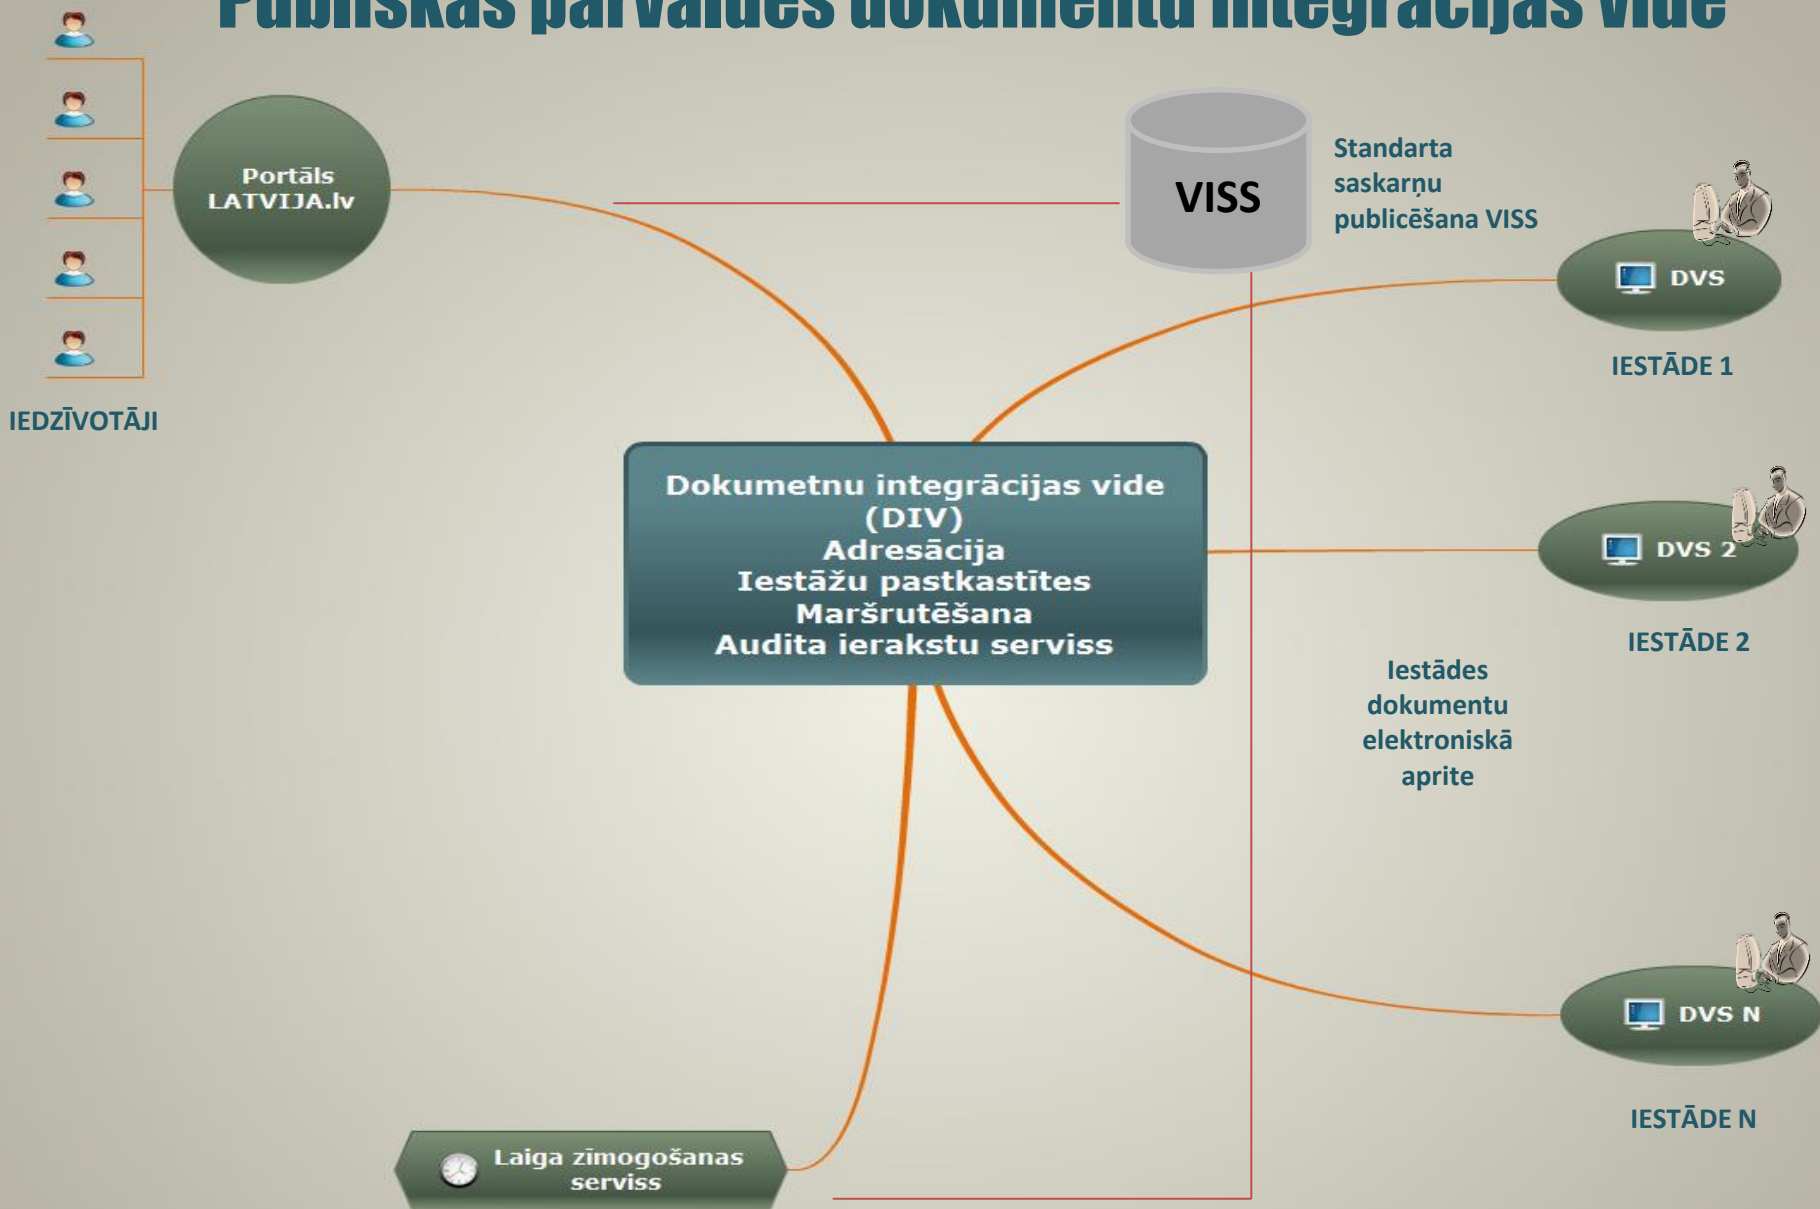 Publiskās pārvaldes dokumentu integrācijas vide
Portāls
LATVIJA.lv
IEDZĪVOTĀJI
VISS
Standarta
saskarņu
publicēšana VISS
DVS
IESTĀDE 1
Dokumetnu integrācijas vide
(DIV)
Adresācija
Iestāžu pastkastītes
Maršrutēšana
Audita ierakstu serviss
DVS 2
IESTĀDE 2
Iestādes
dokumentu
elektroniskā
aprite
DVS N
IESTĀDE N
Laiga zīmogošanas
serviss